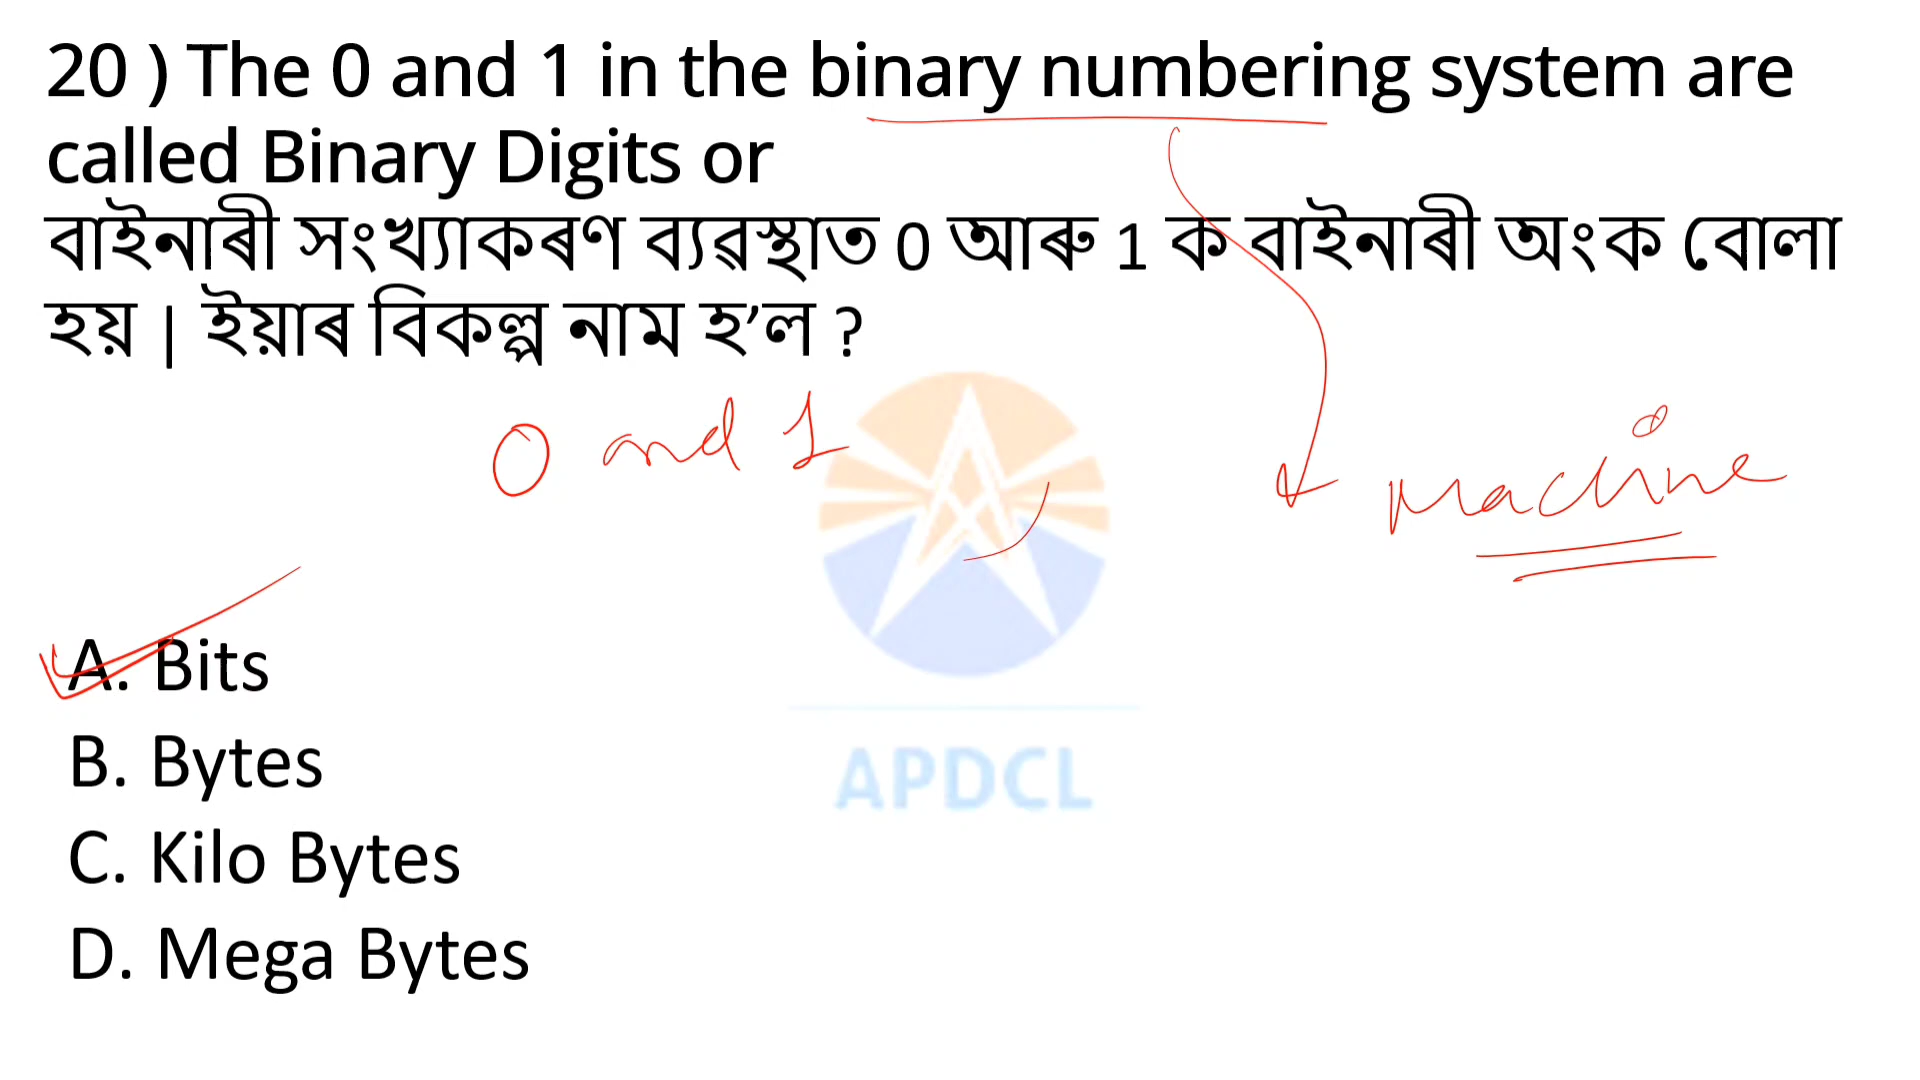 20 ) The 0 and 1 in the binary numbering system are
called Binary Digits or
বাইনাৰী সংখ্যাকৰণ ব্যৱস্থাত 0 আৰু 1 ক বাইনাৰী অংক বোলা
হয় | ইয়াৰ বিকল্প নাম হ’ল ?
0 and 1
Machine
A. Bits
B. Bytes
C. Kilo Bytes
D. Mega Bytes
APDCL